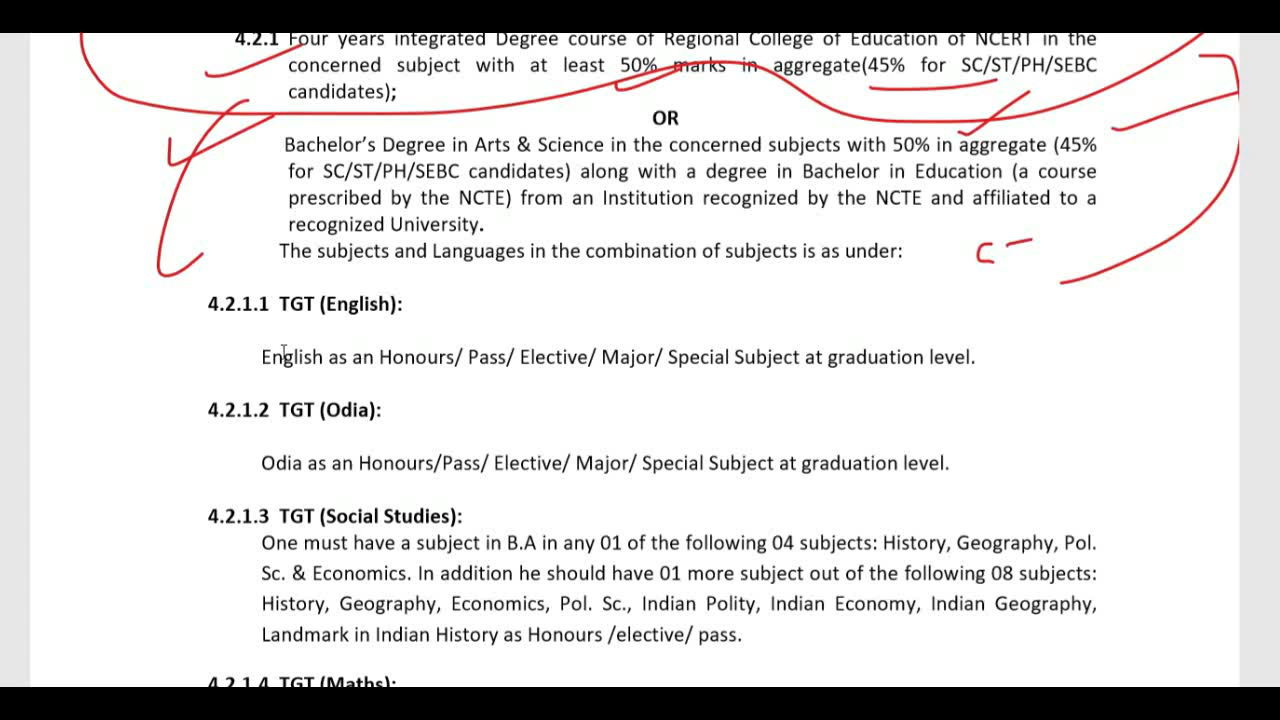 4.2.1 Four years integrated Degree course of Regional College of Education of NCERT in the
concerned subject with at least 50% marks in aggregate(45% for SC/ST/PH/SEBC
candidates);
OR
Bachelor's Degree in Arts & Science in the concerned subjects with 50% in aggregate (45%
for SC/ST/PH/SEBC candidates) along with a degree in Bachelor in Education (a course
prescribed by the NCTE) from an Institution recognized by the NCTE and affiliated to a
recognized University.
The subjects and Languages in the combination of subjects is as under:
4.2.1.1 TGT (English):
English as an Honours/ Pass/ Elective/ Major/ Special Subject at graduation level.
4.2.1.2 TGT (Odia):
Odia as an Honours/Pass/ Elective/ Major/ Special Subject at graduation level.
4.2.1.3 TGT (Social Studies):
One must have a subject in B.A in any 01 of the following 04 subjects: History, Geography, Pol.
Sc. & Economics. In addition he should have 01 more subject out of the following 08 subjects:
History, Geography, Economics, Pol. Sc., Indian Polity, Indian Economy, Indian Geography,
Landmark in Indian History as Honours /elective/ pass.
4.2.1.4 TGT (Maths):